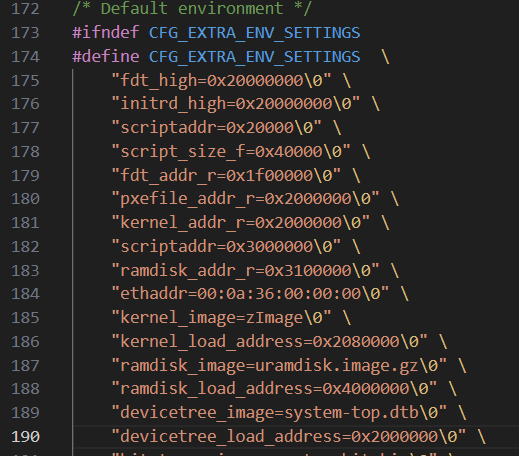 172 /* Default environment */
173 #ifndef CFG_EXTRA_ENV_SETTINGS
174 #define CFG_EXTRA_ENV_SETTINGS \
175 "fdt_high=0x20000000\0" \
176 "initrd_high=0x20000000\0" \
177 "scriptaddr=0x20000\0" \
178 "script_size_f=0x40000\0" \
179 "fdt_addr_r=0x1f00000\0" \
180 "pxefile_addr_r=0x2000000\0" \
181 "kernel_addr_r=0x2000000\0" \
182 "scriptaddr=0x3000000\0" \
183 "ramdisk_addr_r=0x3100000\0" \
184 "ethaddr=00:0a:36:00:00:00\0" \
185 "kernel_image=zImage\0" \
186 "kernel_load_address=0x2080000\0" \
187 "ramdisk_image=uramdisk.image.gz\0" \
188 "ramdisk_load_address=0x4000000\0" \
189 "devicetree_image=system-top.dtb\0" \
190 "devicetree_load_address=0x2000000\0" \